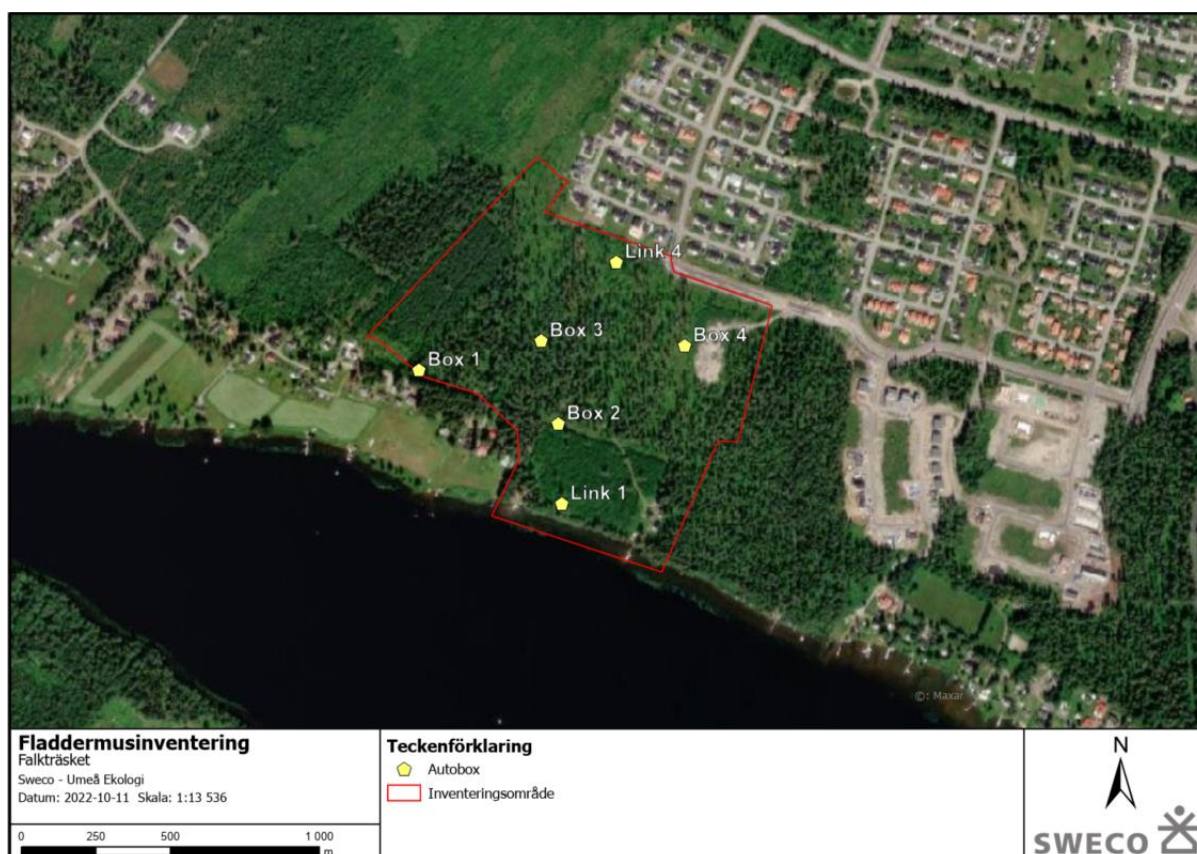 Link 4
Box 3
Box 4
Box 1
Box 2
Link 1
©: Maxar
Fladdermusinventering
Falkträsket
Sweco - Umeå Ekologi
Datum: 2022-10-11 Skala: 1:13 536
0 250 500 1 000
m
Teckenförklaring
Autobox
Inventeringsområde
N
SWECO